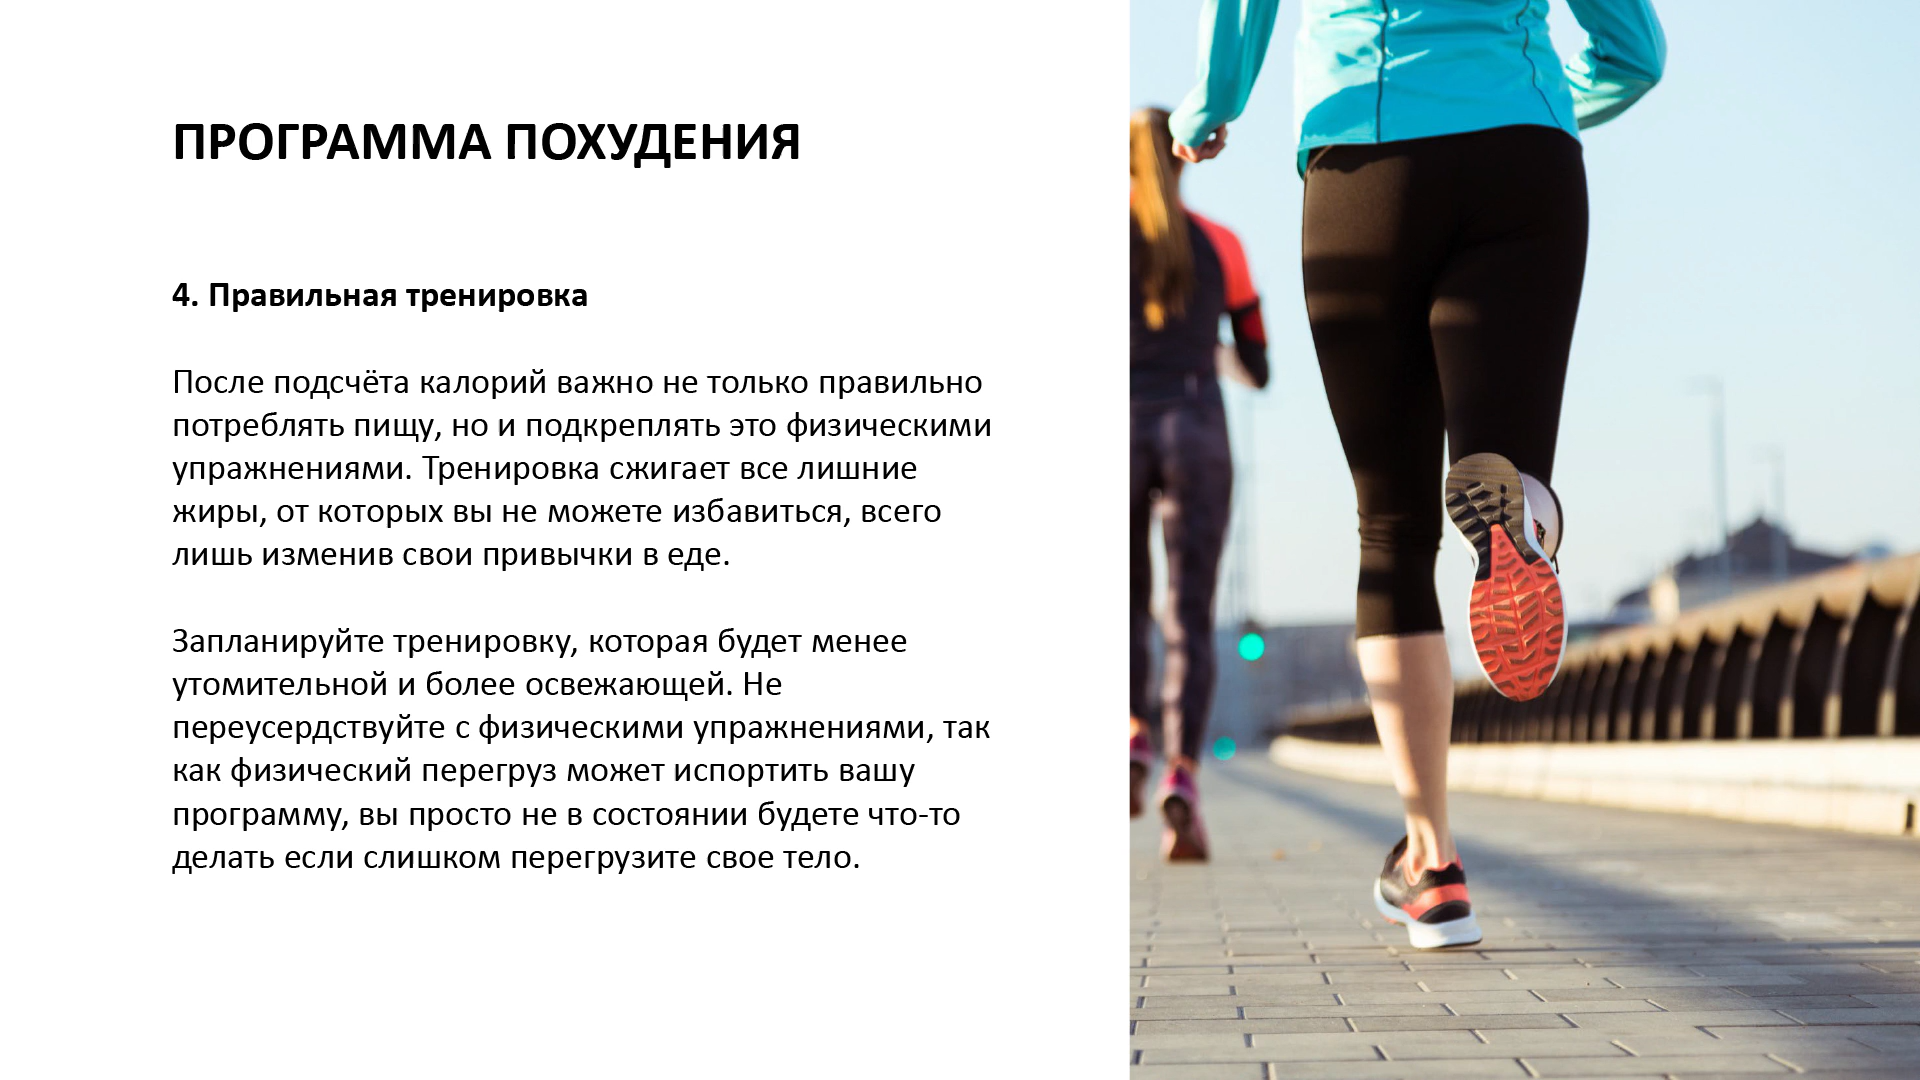 ПРОГРАММА ПОХУДЕНИЯ
4. Правильная тренировка
После подсчёта калорий важно не только правильно
потреблять пищу, но и подкреплять это физическими
упражнениями. Тренировка сжигает все лишние
жиры, от которых вы не можете избавиться, всего
лишь изменив свои привычки в еде.
Запланируйте тренировку, которая будет менее
утомительной и более освежающей. Не
переусердствуйте с физическими упражнениями, так
как физический перегруз может испортить вашу
программу, вы просто не в состоянии будете что-то
делать если слишком перегрузите свое тело.